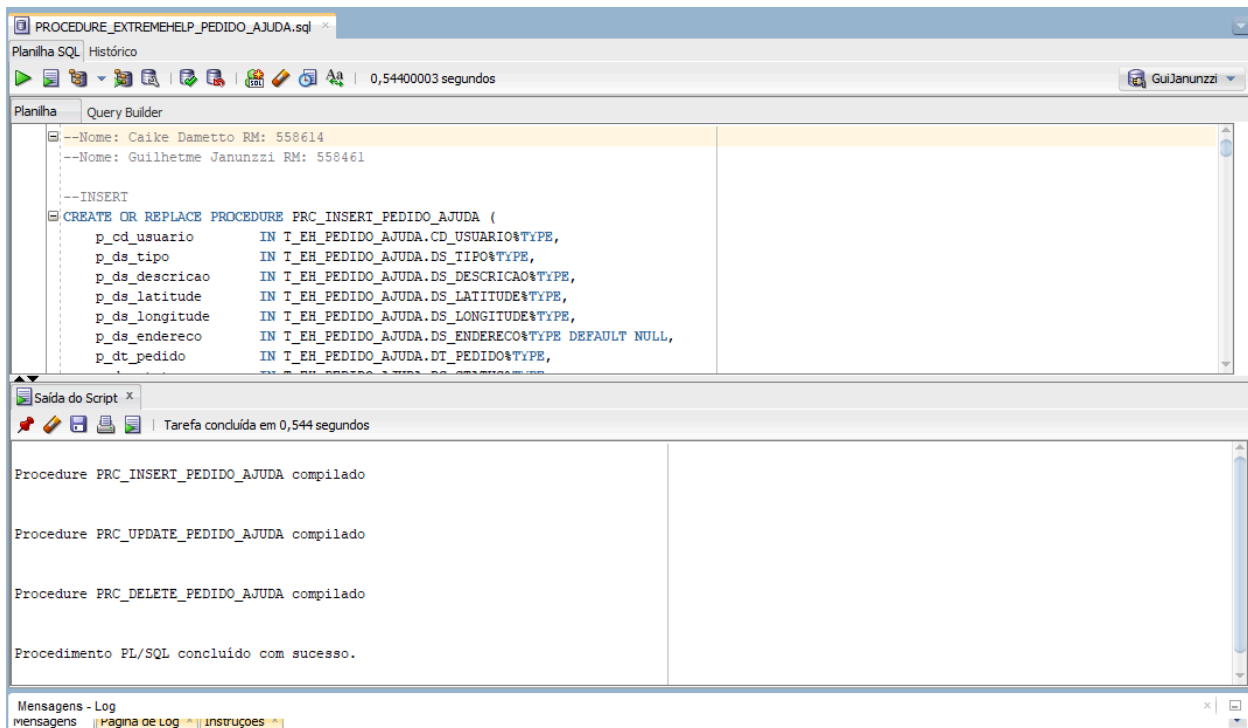 PROCEDURE_EXTREMEHELP_PEDIDO_AJUDA.sql
Planilha SQL Histórico
0,54400003 segundos GuiJanunzzi
Planilha Query Builder
--Nome: Caike Dametto RM: 558614
--Nome: Guilhetme Janunzzi RM: 558461
--INSERT
CREATE OR REPLACE PROCEDURE PRC_INSERT_PEDIDO_AJUDA (
p_cd_usuario IN T_EH_PEDIDO_AJUDA.CD_USUARIO%TYPE,
p_ds_tipo IN T_EH_PEDIDO_AJUDA.DS_TIPO%TYPE,
p_ds_descricao IN T_EH_PEDIDO_AJUDA.DS_DESCRICAO%TYPE,
p_ds_latitude IN T_EH_PEDIDO_AJUDA.DS_LATITUDE%TYPE,
p_ds_longitude IN T_EH_PEDIDO_AJUDA.DS_LONGITUDE%TYPE,
p_ds_endereco IN T_EH_PEDIDO_AJUDA.DS_ENDERECO%TYPE DEFAULT NULL,
p_dt_pedido IN T_EH_PEDIDO_AJUDA.DT_PEDIDO%TYPE,
Saída do Script
Tarefa concluída em 0,544 segundos
Procedure PRC_INSERT_PEDIDO_AJUDA compilado
Procedure PRC_UPDATE_PEDIDO_AJUDA compilado
Procedure PRC_DELETE_PEDIDO_AJUDA compilado
Procedimento PL/SQL concluído com sucesso.
Mensagens - Log
Mensagens Página de Log Instruções